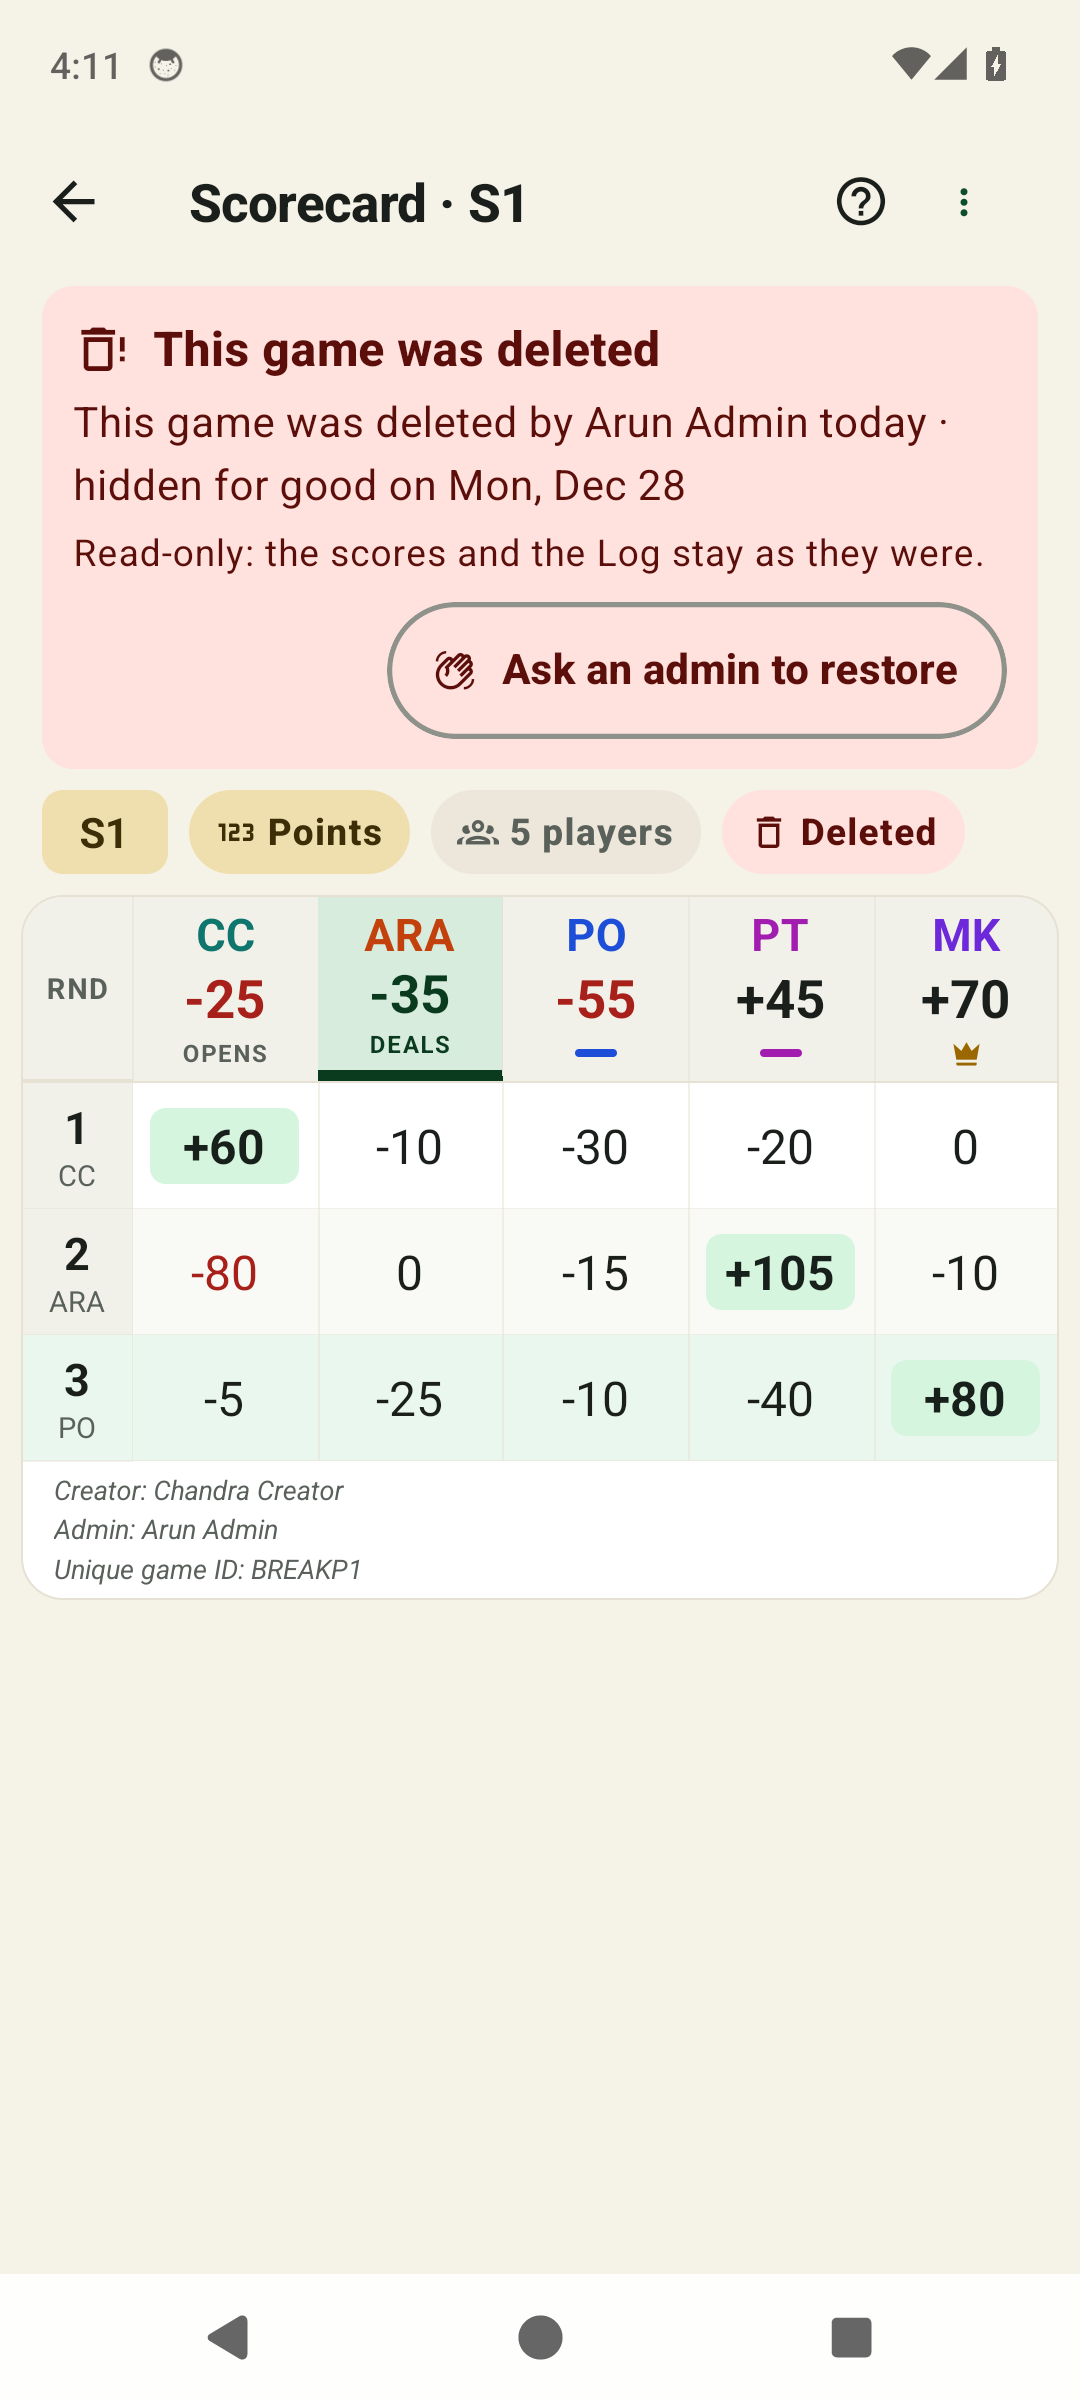 4:11
Scorecard · S1
This game was deleted
This game was deleted by Arun Admin today ·
hidden for good on Mon, Dec 28
Read-only: the scores and the Log stay as they were.
Ask an admin to restore
S1 123 Points 5 players Deleted
RND CC ARA PO PT MK
-25 -35 -55 +45 +70
OPENS DEALS
1 +60 -10 -30 -20 0
CC
2 -80 0 -15 +105 -10
ARA
3 -5 -25 -10 -40 +80
PO
Creator: Chandra Creator
Admin: Arun Admin
Unique game ID: BREAKP1